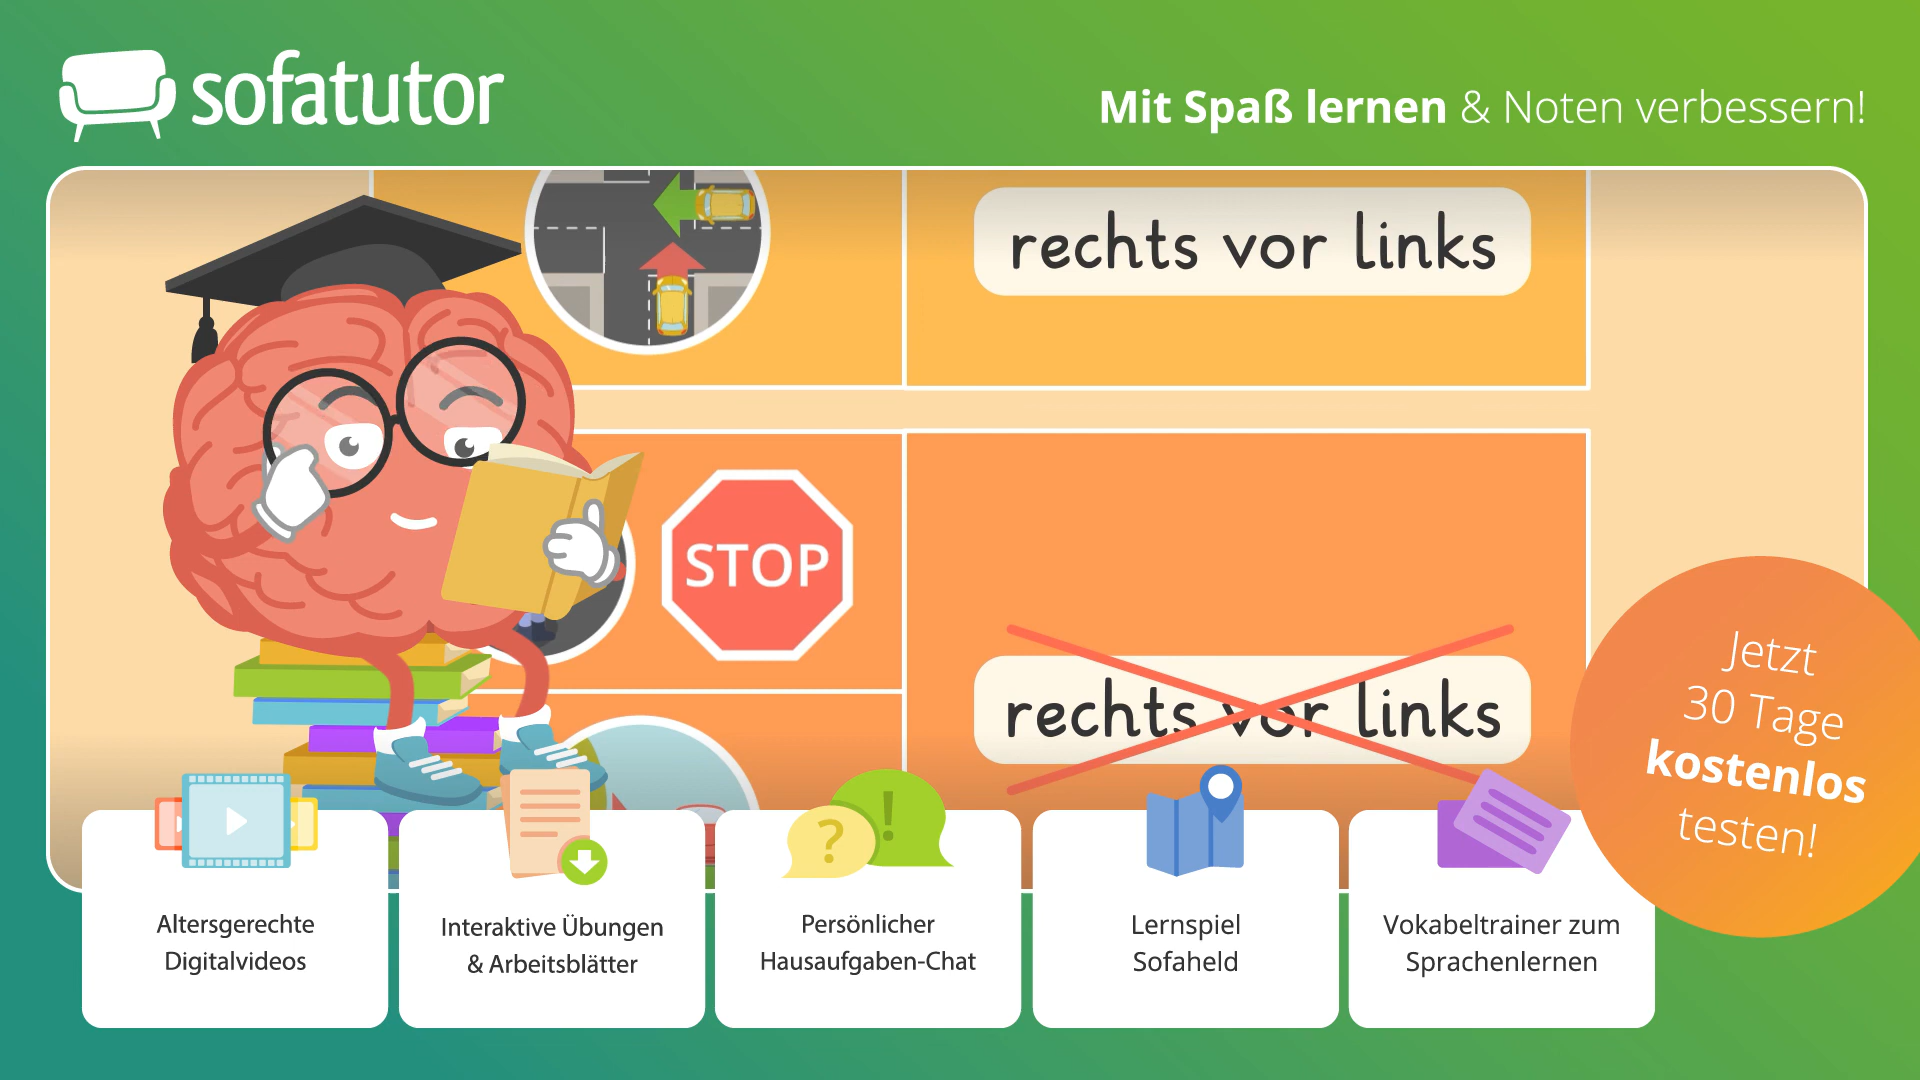 sofatutor
Mit Spaß lernen & Noten verbessern!
rechts vor links
STOP
rechts vor links
Jetzt
30 Tage
kostenlos
testen!
?
!
Altersgerechte
Digitalvideos
Interaktive Übungen
& Arbeitsblätter
Persönlicher
Hausaufgaben-Chat
Lernspiel
Sofaheld
Vokabeltrainer zum
Sprachenlernen